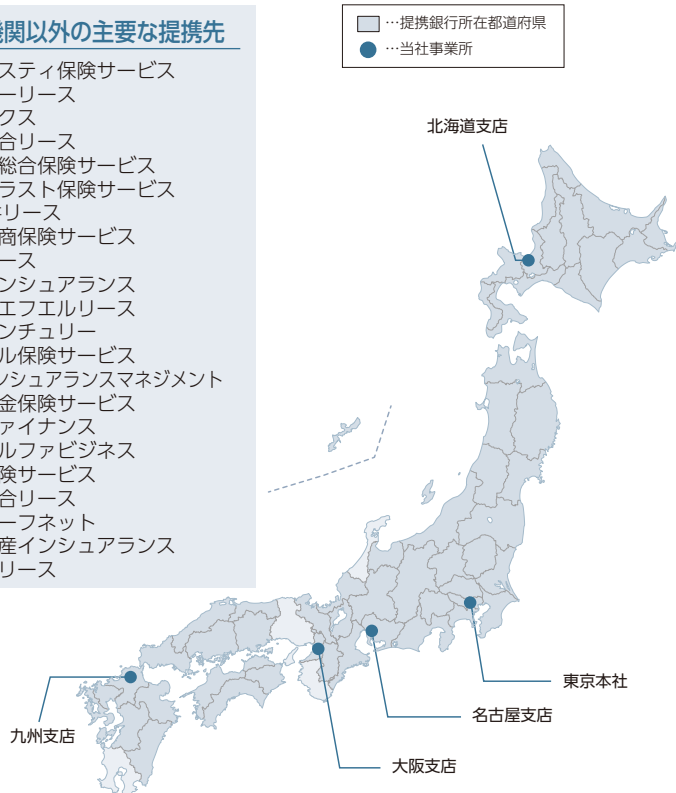 機関以外の主要な提携先
スティ保険サービス
ーリース
クス
合リース
総合保険サービス
ラスト保険サービス
リース
商保険サービス
ース
ンシュアランス
エフエルリース
ンチュリー
ル保険サービス
ンシュアランスマネジメント
金保険サービス
ァイナンス
ルファビジネス
険サービス
合リース
ーフネット
産インシュアランス
リース
…提携銀行所在都道府県
…当社事業所
北海道支店
東京本社
名古屋支店
大阪支店
九州支店